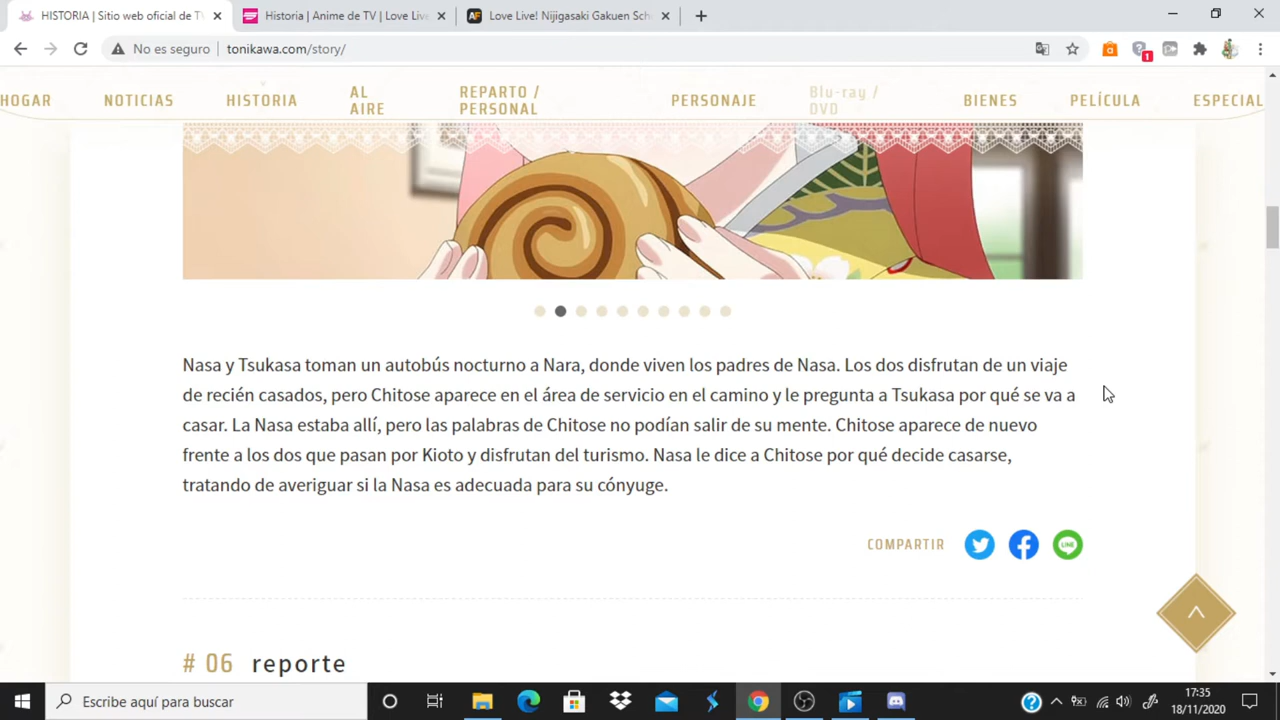 HISTORIA | Sitio web oficial de TV
Historia | Anime de TV | Love Live
Love Live! Nijigasaki Gakuen Sch
No es seguro
tonikawa.com/story/
1
HOGAR
NOTICIAS
HISTORIA
AL
AIRE
REPARTO /
PERSONAL
PERSONAJE
Blu-ray /
DVD
BIENES
PELÍCULA
ESPECIAL
Nasa y Tsukasa toman un autobús nocturno a Nara, donde viven los padres de Nasa. Los dos disfrutan de un viaje
de recién casados, pero Chitose aparece en el área de servicio en el camino y le pregunta a Tsukasa por qué se va a
casar. La Nasa estaba allí, pero las palabras de Chitose no podían salir de su mente. Chitose aparece de nuevo
frente a los dos que pasan por Kioto y disfrutan del turismo. Nasa le dice a Chitose por qué decide casarse,
tratando de averiguar si la Nasa es adecuada para su cónyuge.
COMPARTIR
LINE
# 06 reporte
Escribe aquí para buscar
17:35
18/11/2020